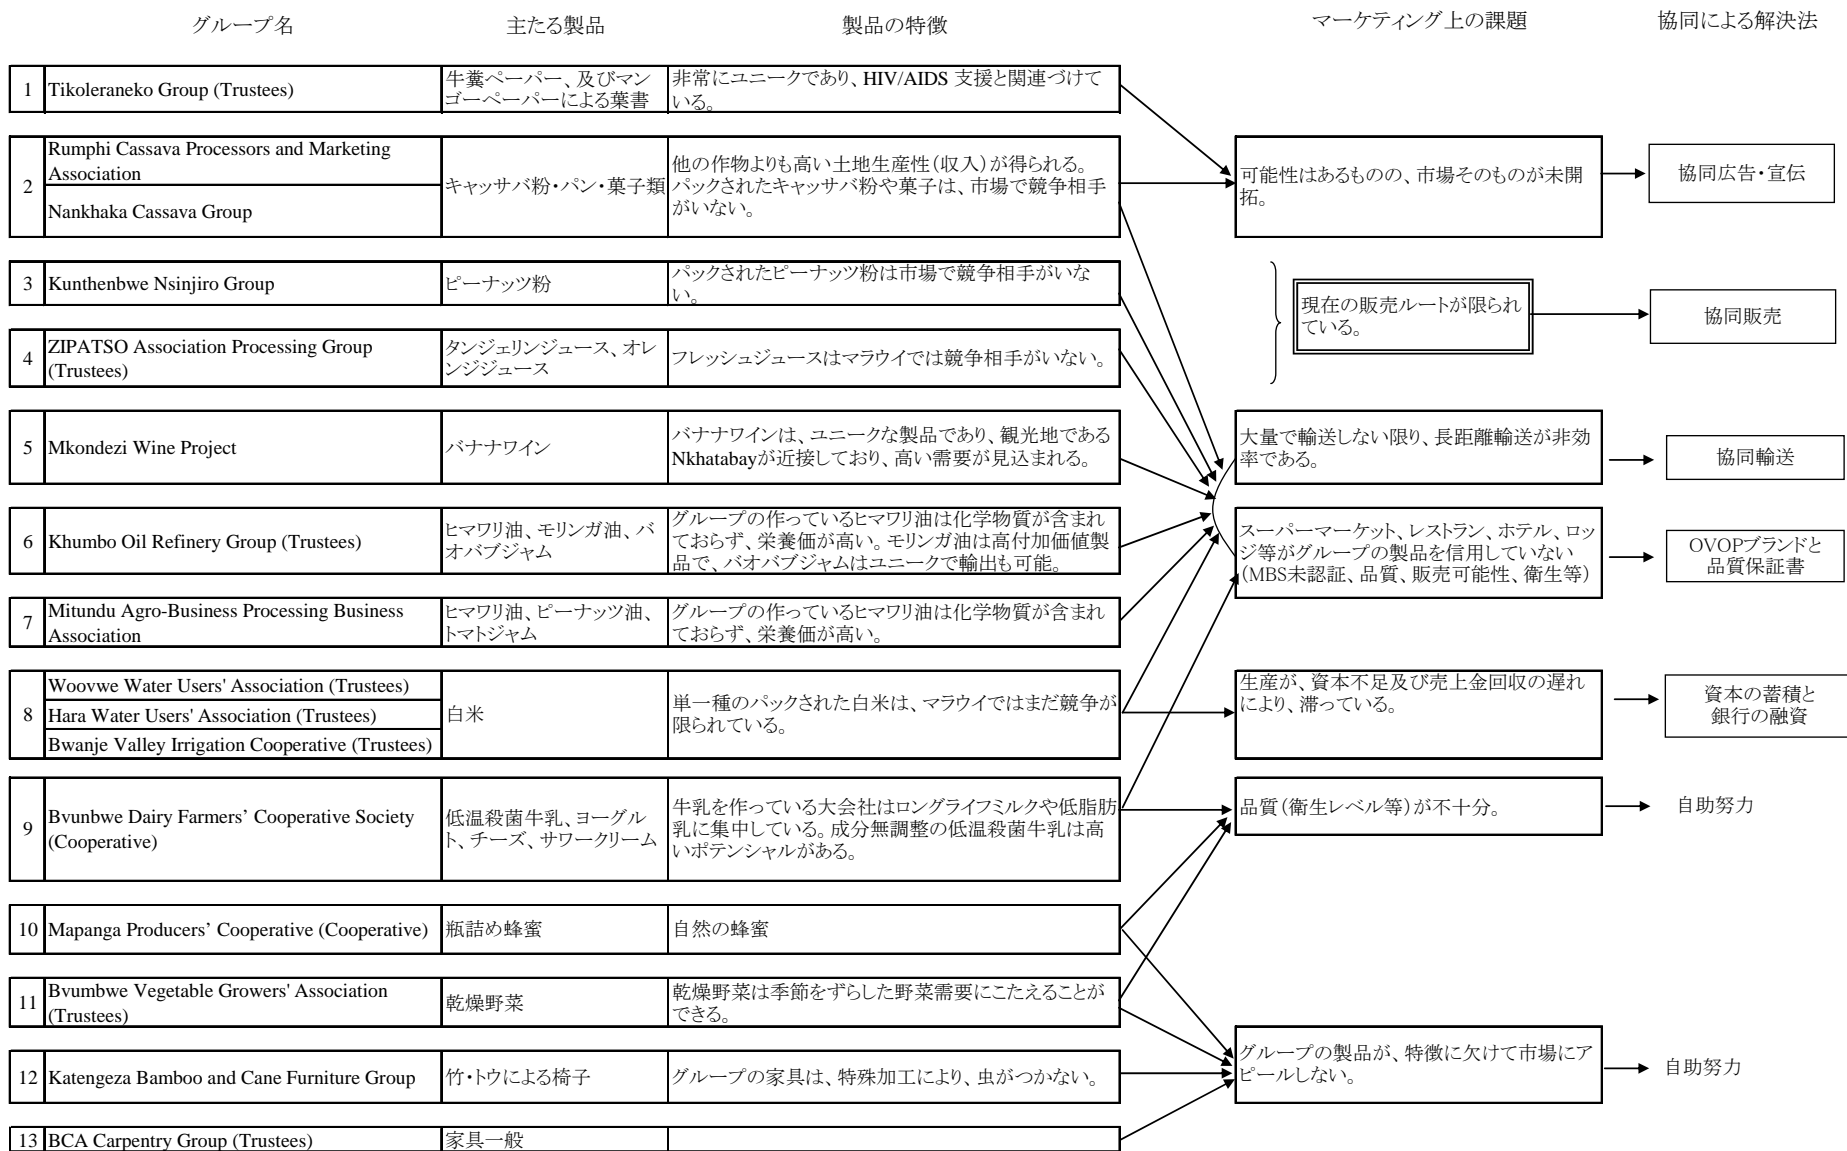 グループ名
主たる製品
製品の特徴
マーケティング上の課題
協同による解決法
1
Tikoleraneko Group (Trustees)
牛糞ペーパー、及びマン
ゴーペーパーによる葉書
非常にユニークであり、HIV/AIDS 支援と関連づけて
いる。
2
Rumphi Cassava Processors and Marketing
Association
Nankhaka Cassava Group
キャッサバ粉・パン・菓子類
他の作物よりも高い土地生産性(収入)が得られる。
パックされたキャッサバ粉や菓子は、市場で競争相手
がいない。
可能性はあるものの、市場そのものが未開
拓。
協同広告・宣伝
3
Kunthenbwe Nsinjiro Group
ピーナッツ粉
パックされたピーナッツ粉は市場で競争相手がいな
い。
現在の販売ルートが限られ
ている。
協同販売
4
ZIPATSO Association Processing Group
(Trustees)
タンジェリンジュース、オレ
ンジジュース
フレッシュジュースはマラウイでは競争相手がいない。
5
Mkondezi Wine Project
バナナワイン
バナナワインは、ユニークな製品であり、観光地である
Nkhatabayが近接しており、高い需要が見込まれる。
大量で輸送しない限り、長距離輸送が非効
率である。
協同輸送
6
Khumbo Oil Refinery Group (Trustees)
ヒマワリ油、モリンガ油、バ
オバブジャム
グループの作っているヒマワリ油は化学物質が含まれ
ておらず、栄養価が高い。モリンガ油は高付加価値製
品で、バオバブジャムはユニークで輸出も可能。
スーパーマーケット、レストラン、ホテル、ロッ
ジ等がグループの製品を信用していない
(MBS未認証、品質、販売可能性、衛生等)
OVOPブランドと
品質保証書
7
Mitundu Agro-Business Processing Business
Association
ヒマワリ油、ピーナッツ油、
トマトジャム
グループの作っているヒマワリ油は化学物質が含まれ
ておらず、栄養価が高い。
8
Woovwe Water Users' Association (Trustees)
Hara Water Users' Association (Trustees)
Bwanje Valley Irrigation Cooperative (Trustees)
白米
単一種のパックされた白米は、マラウイではまだ競争が
限られている。
生産が、資本不足及び売上金回収の遅れ
により、滞っている。
資本の蓄積と
銀行の融資
9
Bvunbwe Dairy Farmers' Cooperative Society
(Cooperative)
低温殺菌牛乳、ヨーグル
ト、チーズ、サワークリーム
牛乳を作っている大会社はロングライフミルクや低脂肪
乳に集中している。成分無調整の低温殺菌牛乳は高
いポテンシャルがある。
品質(衛生レベル等)が不十分。
自助努力
10
Mapanga Producers' Cooperative (Cooperative)
瓶詰め蜂蜜
自然の蜂蜜
11
Bvumbwe Vegetable Growers' Association
(Trustees)
乾燥野菜
乾燥野菜は季節をずらした野菜需要にこたえることが
できる。
12
Katengeza Bamboo and Cane Furniture Group
竹・トウによる椅子
グループの家具は、特殊加工により、虫がつかない。
グループの製品が、特徴に欠けて市場にア
ピールしない。
自助努力
13
BCA Carpentry Group (Trustees)
家具一般